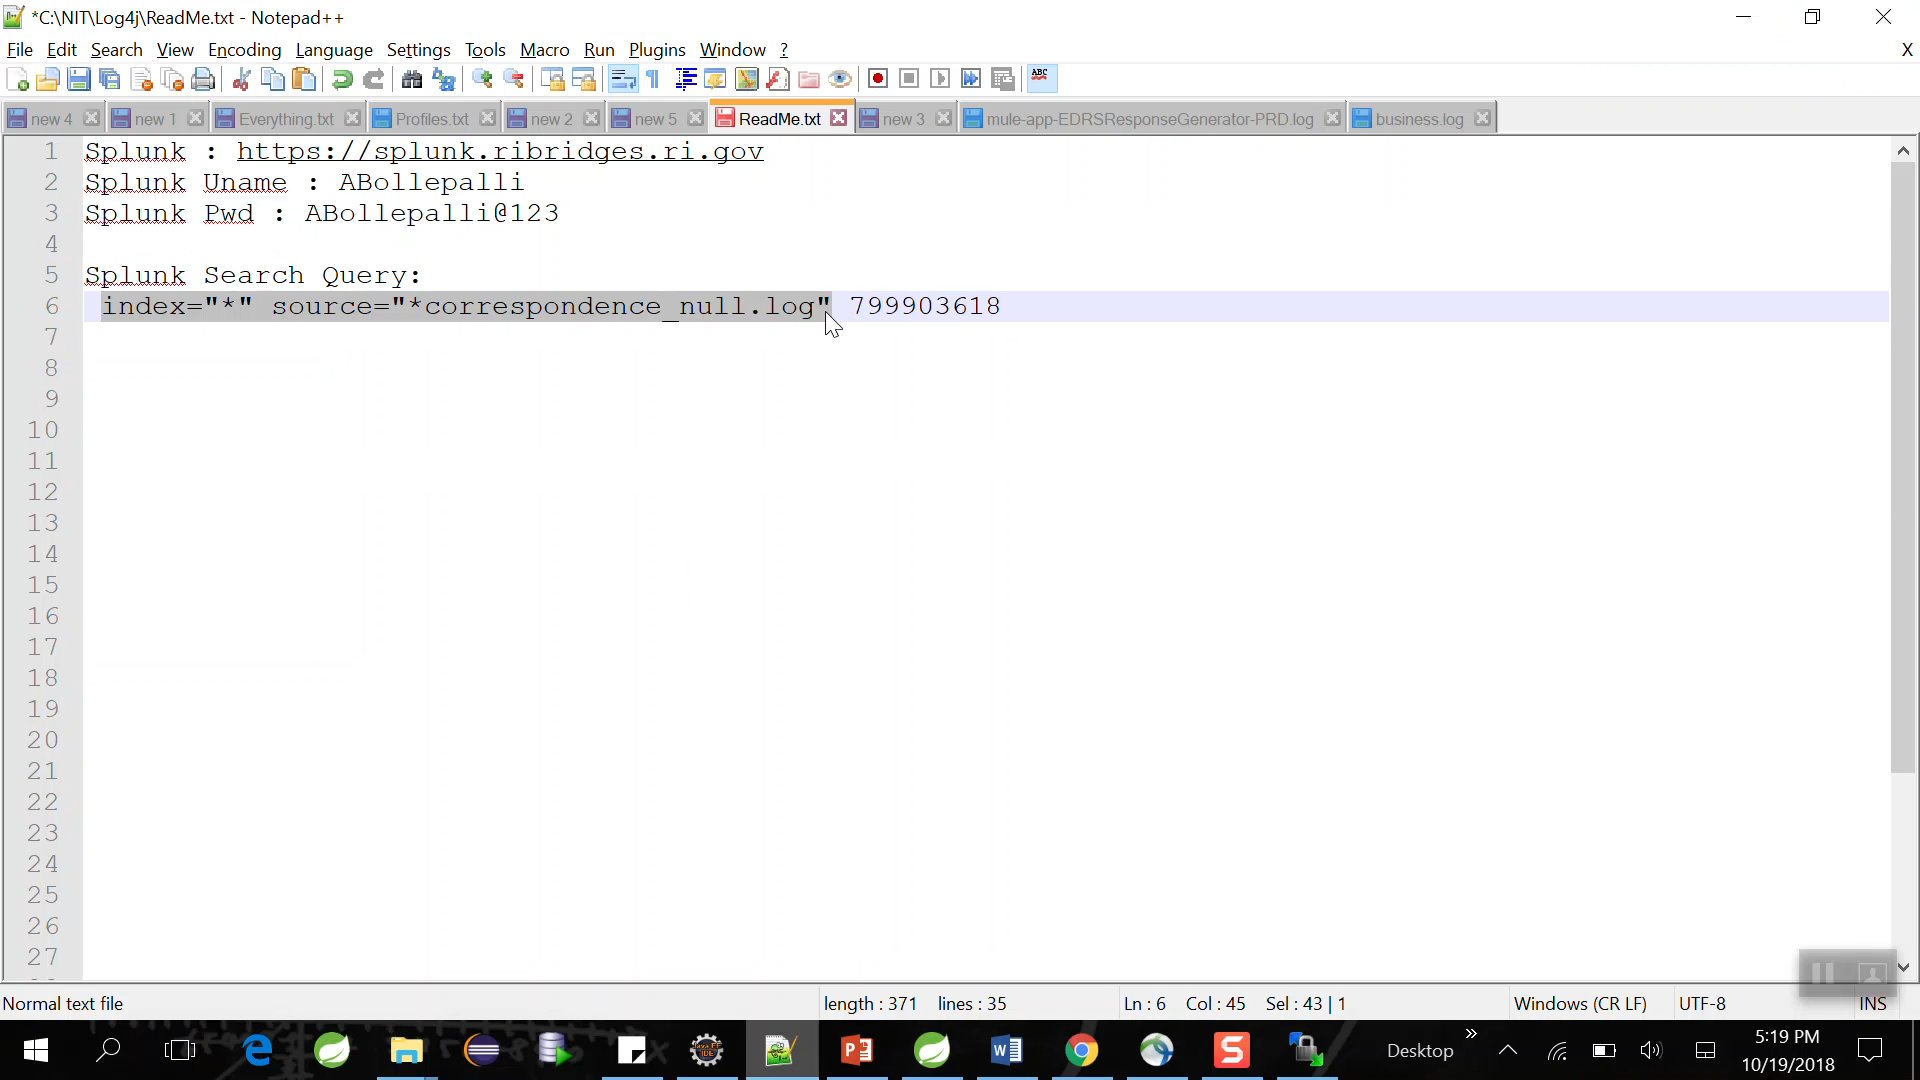 *C:\NIT\Log4j\ReadMe.txt - Notepad++
File Edit Search View Encoding Language Settings Tools Macro Run Plugins Window ? X
new 4 new 1 Everything.txt Profiles.txt new 2 new 5 ReadMe.txt new 3 mule-app-EDRSResponseGenerator-PRD.log business.log
1 Splunk : https://splunk.ribridges.ri.gov
2 Splunk Uname : ABollepalli
3 Splunk Pwd : ABollepalli@123
4
5 Splunk Search Query:
6 index="*" source="*correspondence_null.log" 799903618
7
8
9
10
11
12
13
14
15
16
17
18
19
20
21
22
23
24
25
26
27
Normal text file length : 371 lines : 35 Ln : 6 Col : 45 Sel : 43 | 1 Windows (CR LF) UTF-8 INS
Desktop 5:19 PM
10/19/2018